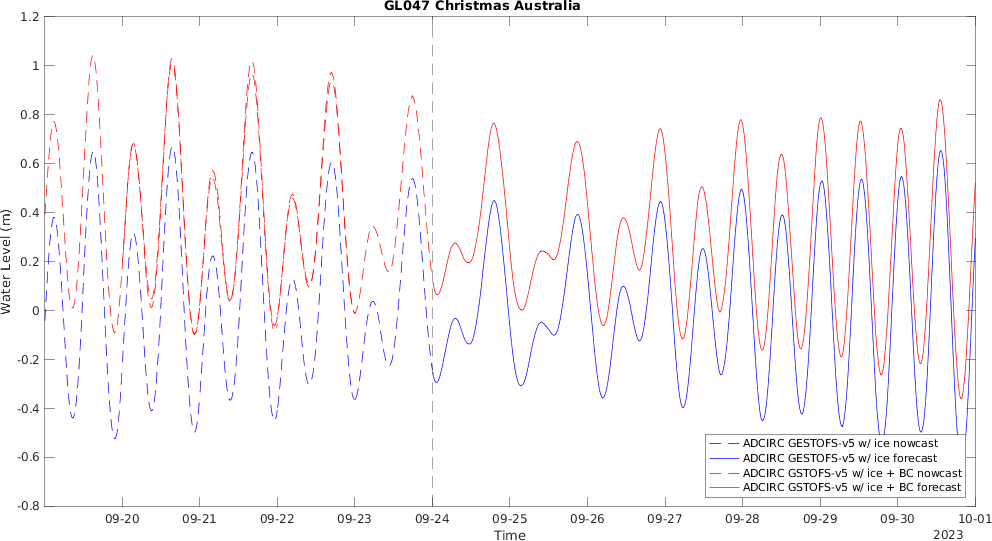 GL047 Christmas Australia
1.2
1
0.8
0.6
0.4
0.2
0
-0.2
-0.4
-0.6
-0.8
Water Level (m)
09-20 09-21 09-22 09-23 09-24 09-25 09-26 09-27 09-28 09-29 09-30 10-01
Time
2023
ADCIRC GESTOFS-v5 w/ ice nowcast
ADCIRC GESTOFS-v5 w/ ice forecast
ADCIRC GSTOFS-v5 w/ ice + BC nowcast
ADCIRC GSTOFS-v5 w/ ice + BC forecast